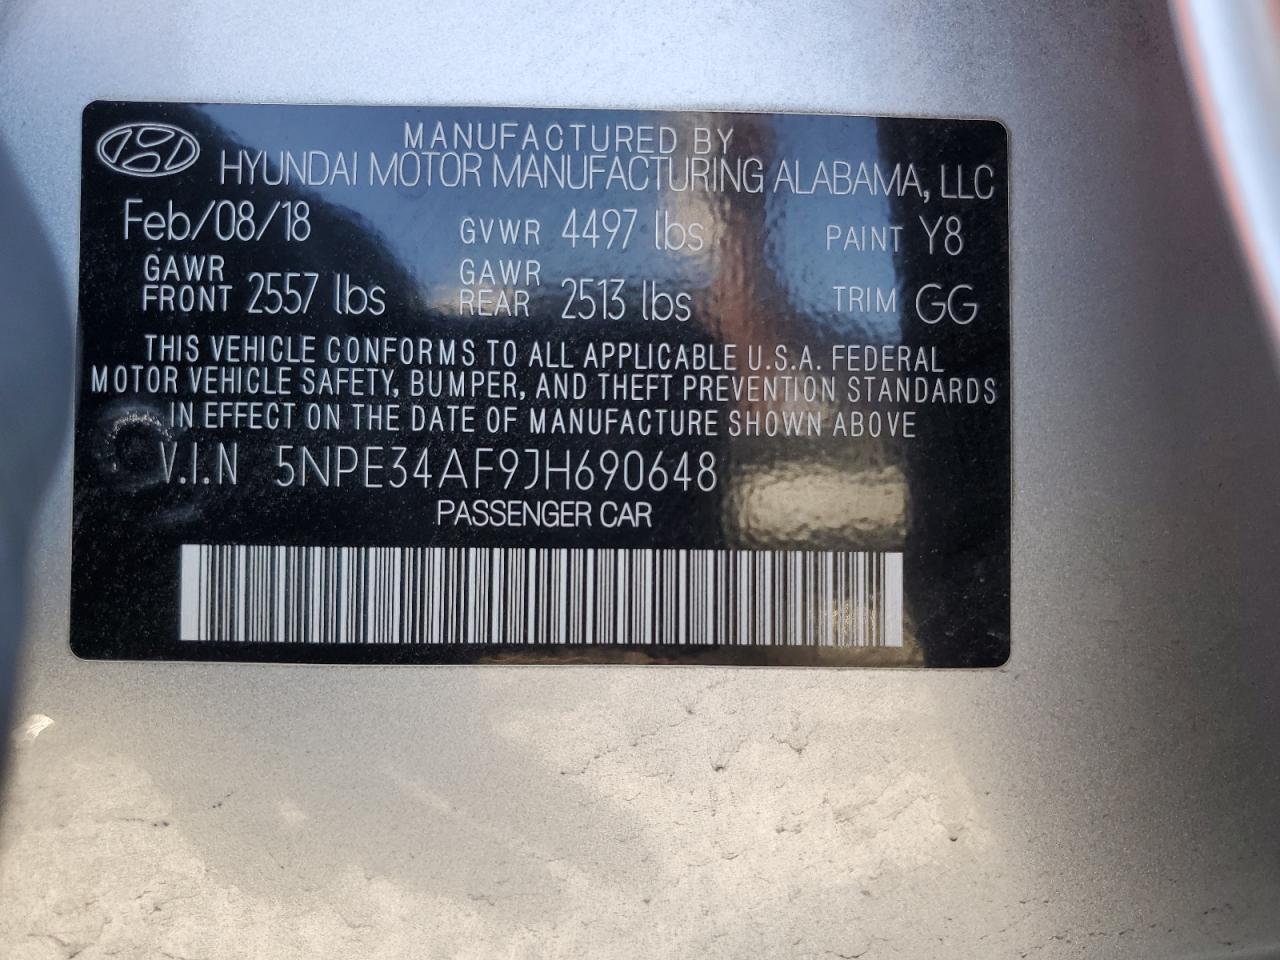 MANUFACTURED BY
HYUNDAI MOTOR MANUFACTURING ALABAMA, LLC
Feb/08/18 GVWR 4497 lbs PAINT Y8
GAWR FRONT 2557 lbs GAWR REAR 2513 lbs TRIM GG
THIS VEHICLE CONFORMS TO ALL APPLICABLE U.S.A. FEDERAL
MOTOR VEHICLE SAFETY, BUMPER, AND THEFT PREVENTION STANDARDS
IN EFFECT ON THE DATE OF MANUFACTURE SHOWN ABOVE
V.I.N 5NPE34AF9JH690648
PASSENGER CAR